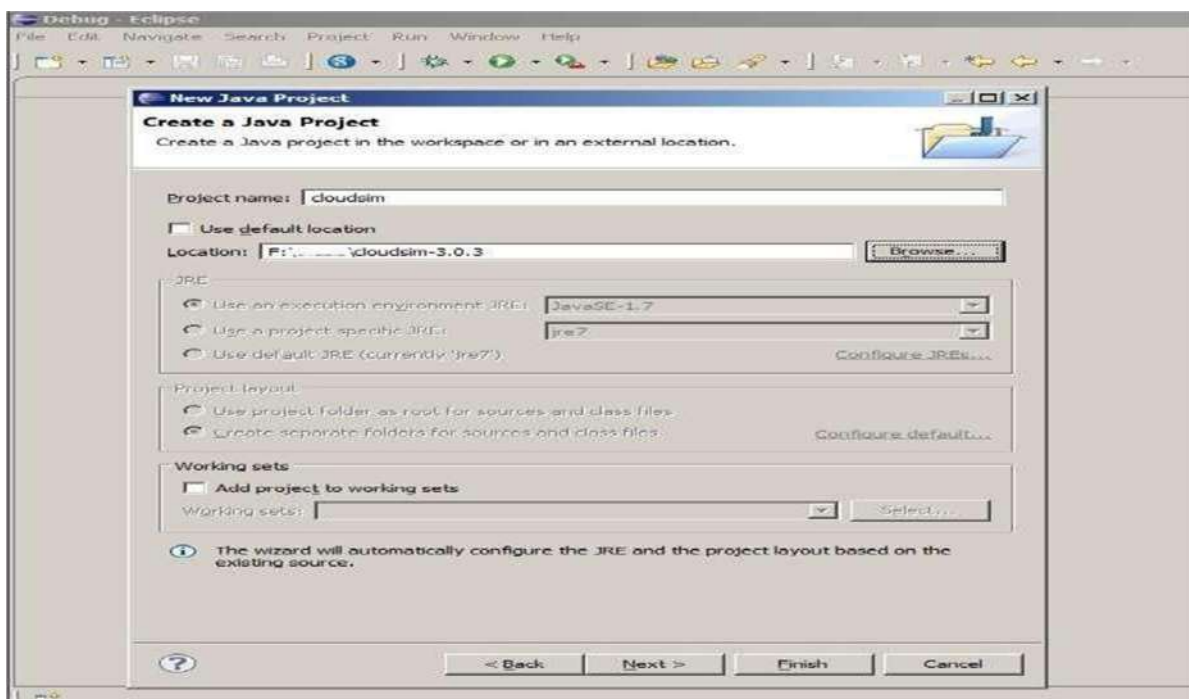 Debug - Eclipse
File Edit Navigate Search Project Run Window Help
New Java Project
Create a Java Project
Create a Java project in the workspace or in an external location.
Project name: cloudsim
Use default location
Location: F:\ \cloudsim-3.0.3 Browse...
JRE
Use an execution environment JRE: JavaSE-1.7
Use a project specific JRE: jre7
Use default JRE (currently 'jre7') Configure JREs...
Project layout
Use project folder as root for sources and class files
Create separate folders for sources and class files Configure default...
Working sets
Add project to working sets
Working sets: Select...
The wizard will automatically configure the JRE and the project layout based on the
existing source.
< Back Next > Finish Cancel